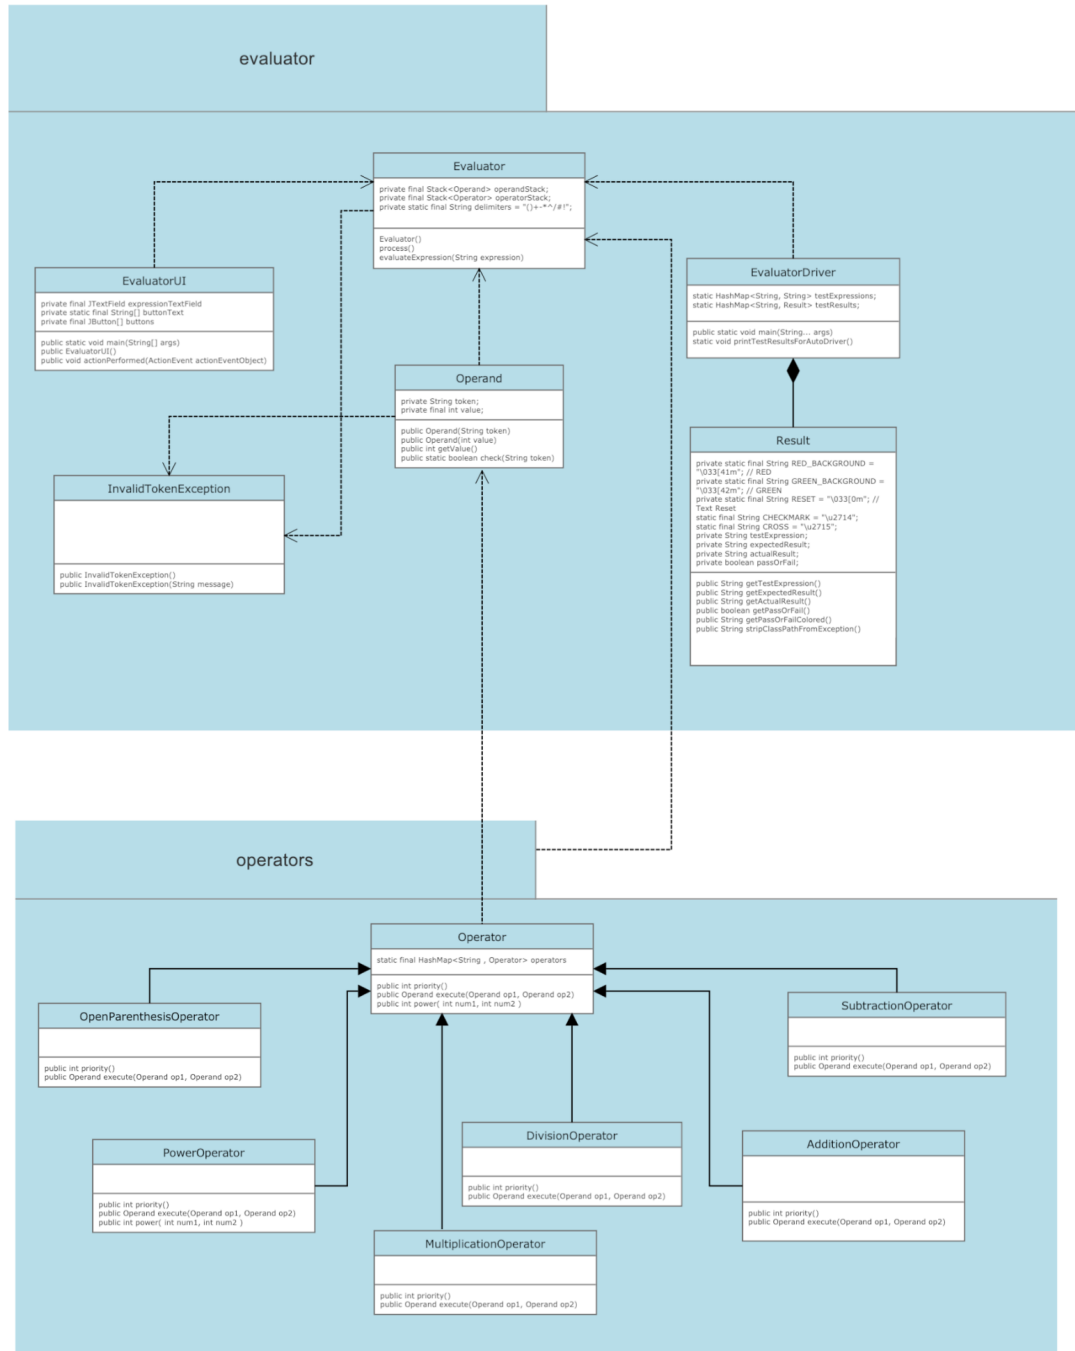 evaluator
Evaluator
private final Stack<Operand> operandStack;
private final Stack<Operator> operatorStack;
private static final String delimiters = "()+-*^/#!";
Evaluator()
process()
evaluateExpression(String expression)
EvaluatorUI
private final JTextField expressionTextField
private static final String[] buttonText
private final JButton[] buttons
public static void main(String[] args)
public EvaluatorUI()
public void actionPerformed(ActionEvent actionEventObject)
EvaluatorDriver
static HashMap<String, String> testExpressions;
static HashMap<String, Result> testResults;
public static void main(String... args)
static void printTestResultsForAutoDriver()
Operand
private String token;
private final int value;
public Operand(String token)
public Operand(int value)
public int getValue()
public static boolean check(String token)
InvalidTokenException
public InvalidTokenException()
public InvalidTokenException(String message)
Result
private static final String RED_BACKGROUND =
"\033[41m"; // RED
private static final String GREEN_BACKGROUND =
"\033[42m"; // GREEN
private static final String RESET = "\033[0m"; //
Text Reset
static final String CHECKMARK = "\u2714";
static final String CROSS = "\u2715";
private String testExpression;
private String expectedResult;
private String actualResult;
private boolean passOrFail;
public String getTestExpression()
public String getExpectedResult()
public String getActualResult()
public boolean getPassOrFail()
public String getPassOrFailColored()
public String stripClassPathFromException()
operators
Operator
static final HashMap<String , Operator> operators
public int priority()
public Operand execute(Operand op1, Operand op2)
public int power( int num1, int num2 )
OpenParenthesisOperator
public int priority()
public Operand execute(Operand op1, Operand op2)
SubtractionOperator
public int priority()
public Operand execute(Operand op1, Operand op2)
PowerOperator
public int priority()
public Operand execute(Operand op1, Operand op2)
public int power( int num1, int num2 )
DivisionOperator
public int priority()
public Operand execute(Operand op1, Operand op2)
AdditionOperator
public int priority()
public Operand execute(Operand op1, Operand op2)
MultiplicationOperator
public int priority()
public Operand execute(Operand op1, Operand op2)